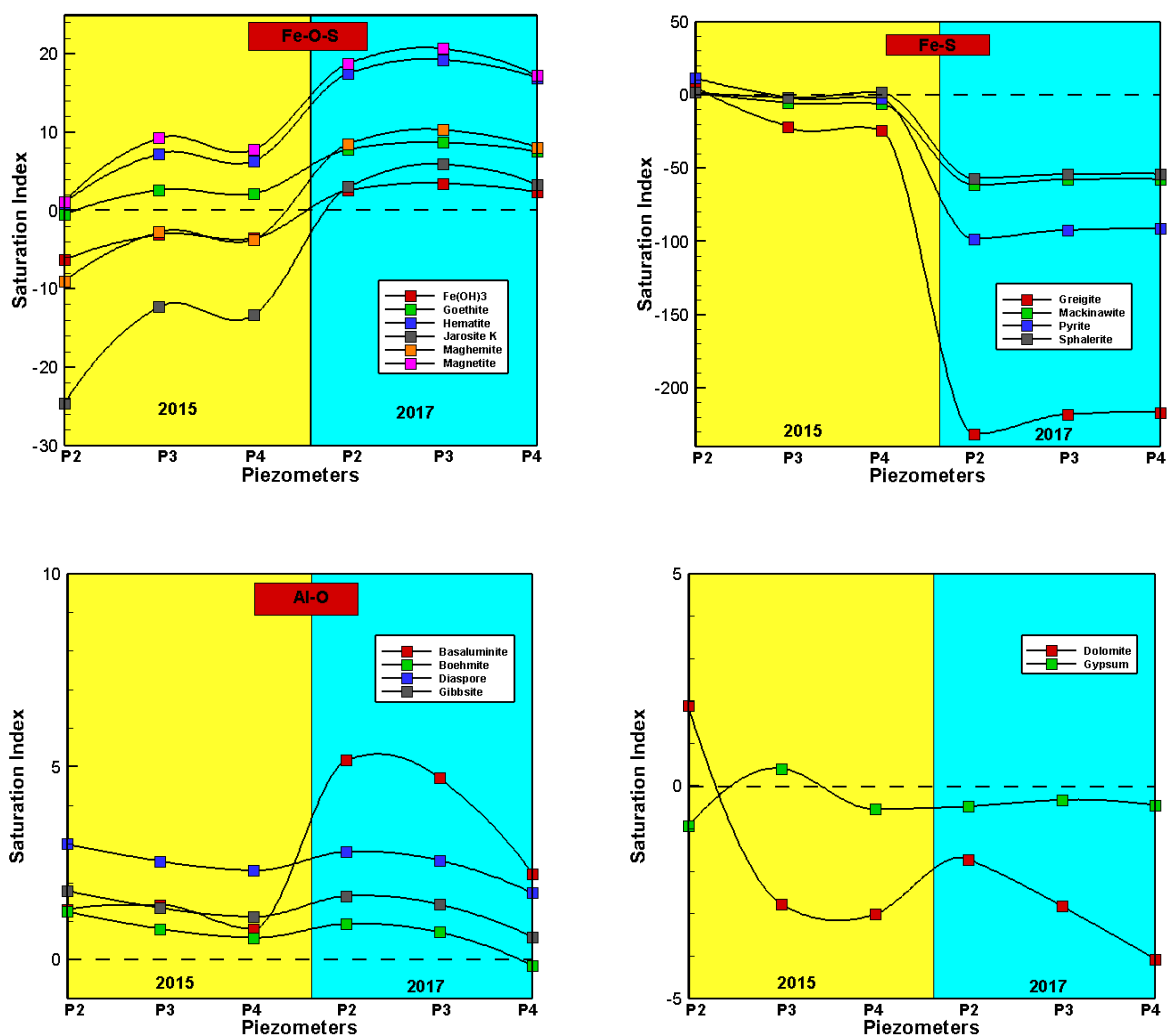 Fe-O-S
20
10
0
-10
-20
-30
Saturation Index
Fe(OH)3
Goethite
Hematite
Jarosite K
Maghemite
Magnetite
2015
2017
P2
P3
P4
P2
P3
P4
Piezometers
Fe-S
50
0
-50
-100
-150
-200
Saturation Index
Greigite
Mackinawite
Pyrite
Sphalerite
2015
2017
P2
P3
P4
P2
P3
P4
Piezometers
Al-O
10
5
0
Saturation Index
Basaluminite
Boehmite
Diaspore
Gibbsite
2015
2017
P2
P3
P4
P2
P3
P4
Piezometers
5
0
-5
Saturation Index
Dolomite
Gypsum
2015
2017
P2
P3
P4
P2
P3
P4
Piezometers